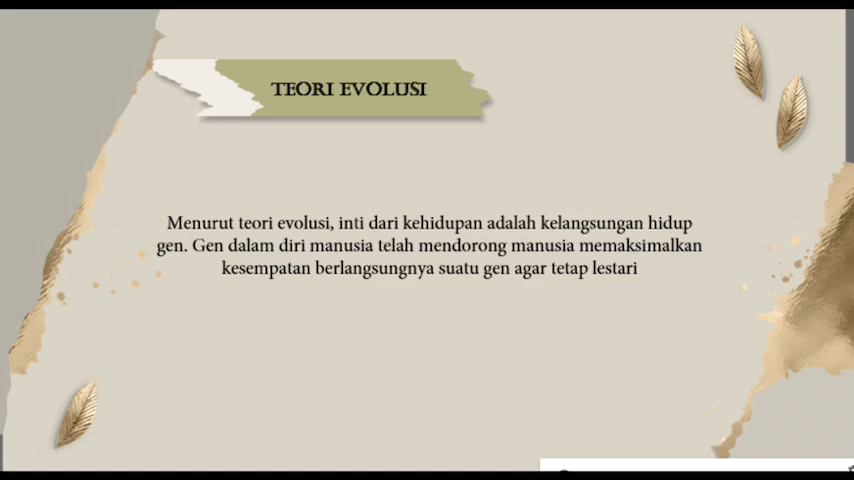 TEORI EVOLUSI
Menurut teori evolusi, inti dari kehidupan adalah kelangsungan hidup
gen. Gen dalam diri manusia telah mendorong manusia memaksimalkan
kesempatan berlangsungnya suatu gen agar tetap lestari